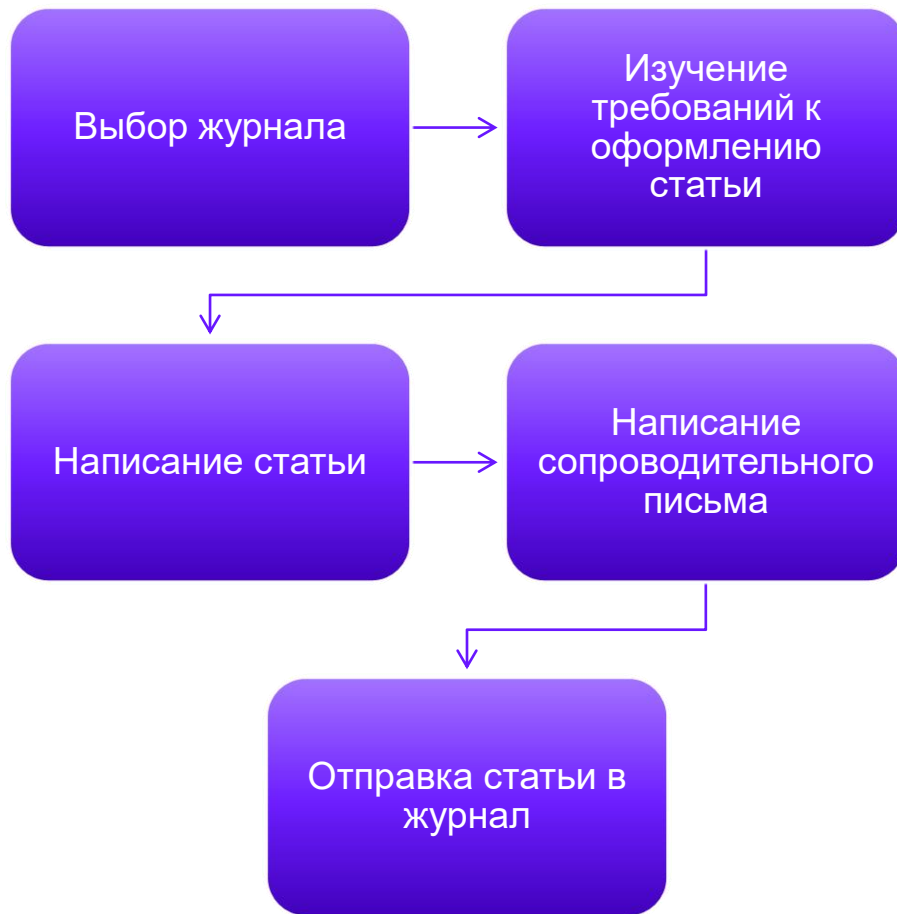 Выбор журнала
Изучение
требований к
оформлению
статьи
Написание статьи
Написание
сопроводительного
письма
Отправка статьи в
журнал